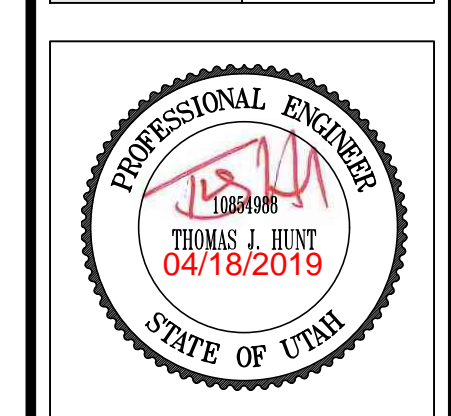 PROFESSIONAL ENGINEER
10854988
THOMAS J. HUNT
04/18/2019
STATE OF UTAH